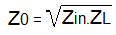 Z0 = √Zin.ZL